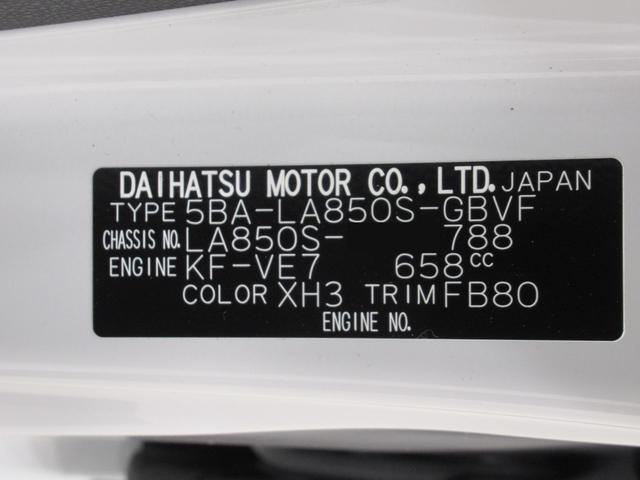 DAIHATSU MOTOR CO., LTD. JAPAN
TYPE 5BA-LA850S-GBVF
CHASSIS NO. LA850S- 788
ENGINE KF-VE7 658cc
COLOR XH3 TRIM FB80
ENGINE NO.